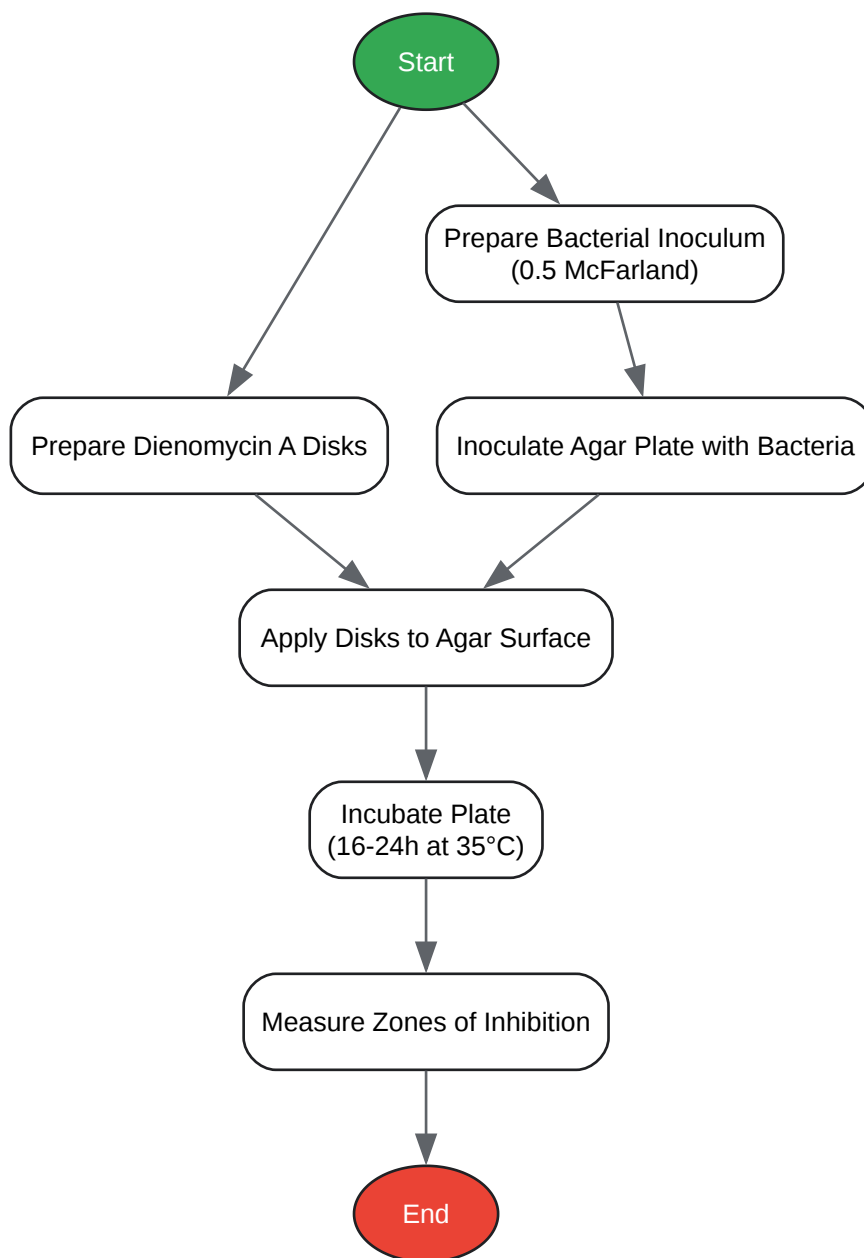 Start
Prepare Bacterial Inoculum
(0.5 McFarland)
Prepare Dienomycin A Disks
Inoculate Agar Plate with Bacteria
Apply Disks to Agar Surface
Incubate Plate
(16-24h at 35°C)
Measure Zones of Inhibition
End